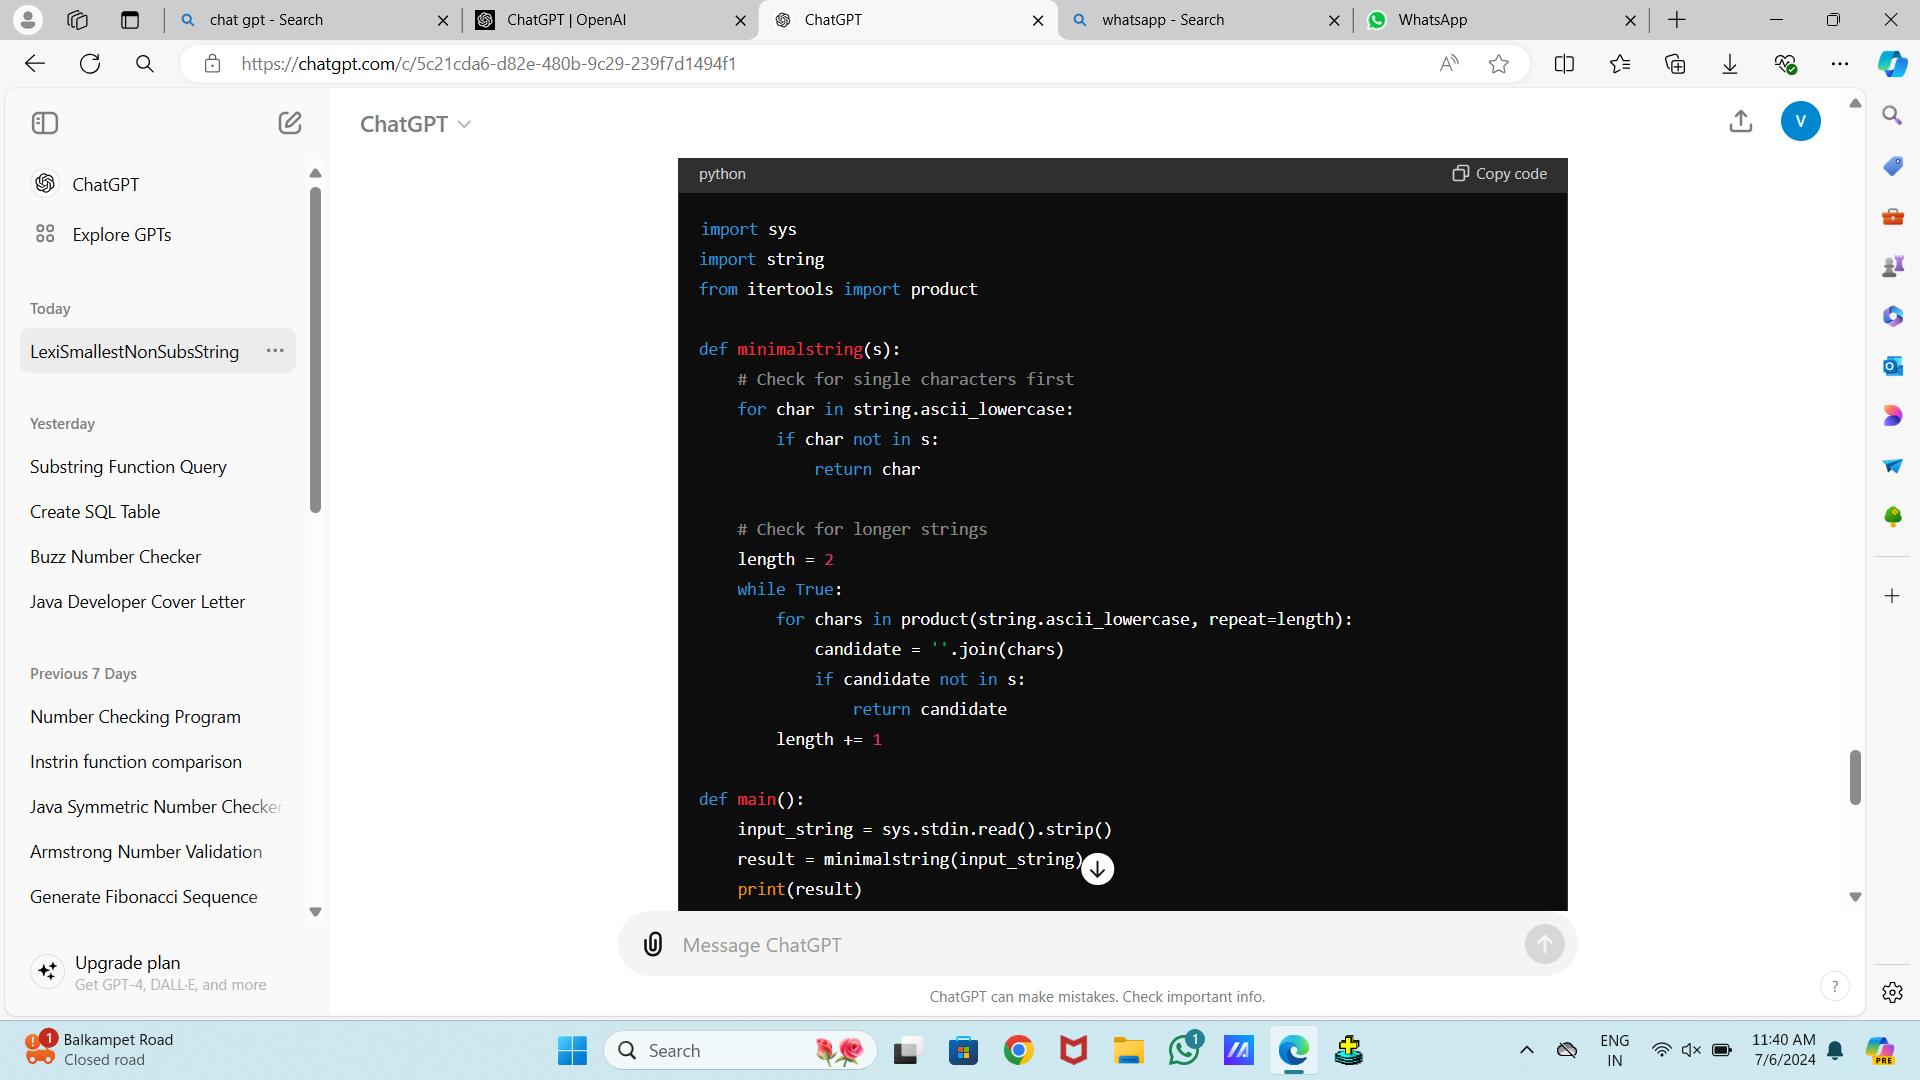 chat gpt - Search
ChatGPT | OpenAI
ChatGPT
whatsapp - Search
WhatsApp
https://chatgpt.com/c/5c21cda6-d82e-480b-9c29-239f7d1494f1
ChatGPT
V
ChatGPT
Explore GPTs
Today
LexiSmallestNonSubsString
Yesterday
Substring Function Query
Create SQL Table
Buzz Number Checker
Java Developer Cover Letter
Previous 7 Days
Number Checking Program
Instrin function comparison
Java Symmetric Number Checker
Armstrong Number Validation
Generate Fibonacci Sequence
Upgrade plan
Get GPT-4, DALL·E, and more
python
Copy code
import sys
import string
from itertools import product
def minimalstring(s):
    # Check for single characters first
    for char in string.ascii_lowercase:
        if char not in s:
            return char
    # Check for longer strings
    length = 2
    while True:
        for chars in product(string.ascii_lowercase, repeat=length):
            candidate = ''.join(chars)
            if candidate not in s:
                return candidate
        length += 1
def main():
    input_string = sys.stdin.read().strip()
    result = minimalstring(input_string)
    print(result)
Message ChatGPT
ChatGPT can make mistakes. Check important info.
?
1
Balkampet Road
Closed road
Search
1
ENG
IN
11:40 AM
7/6/2024
PRE